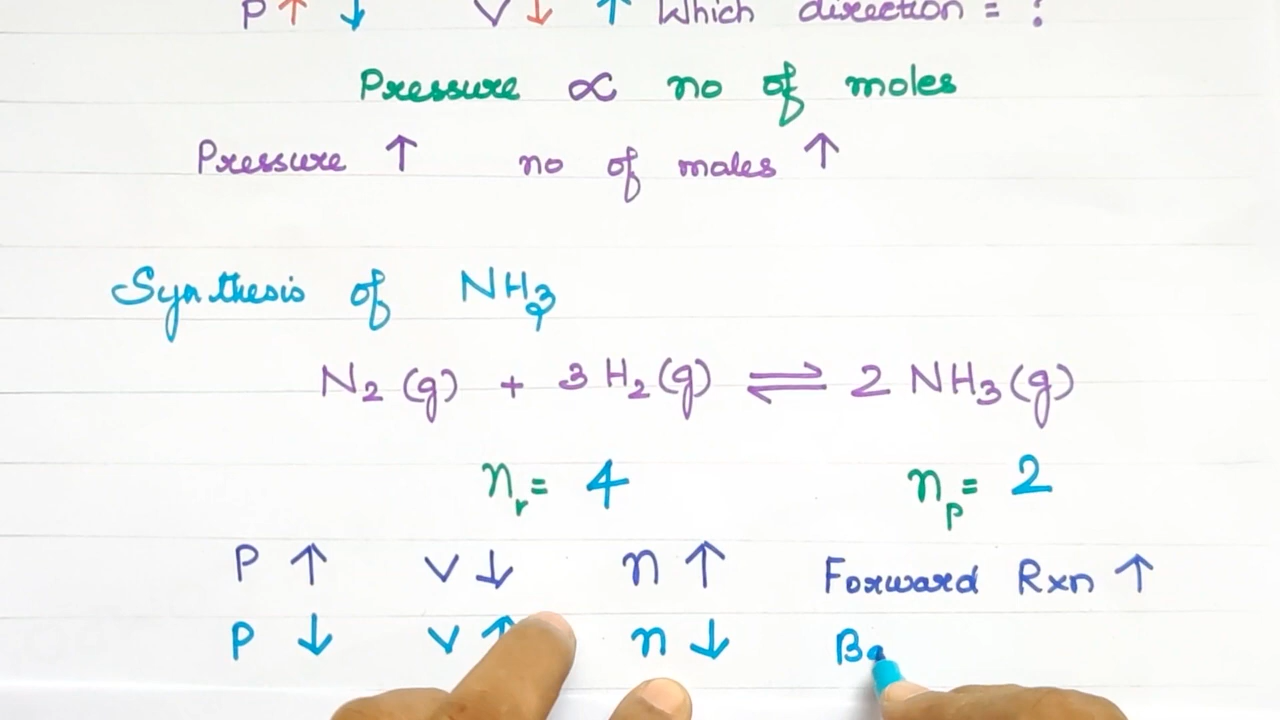 P ↑ ↓ V ↓ ↑ Which direction = ?
Pressure ∝ no of moles
Pressure ↑ no of males ↑
Synthesis of NH3
N2 (g) + 3 H2 (g) ⇌ 2 NH3 (g)
nr = 4 np = 2
P ↑ V ↓ n ↑ Forward Rxn ↑
P ↓ V ↑ n ↓ Ba